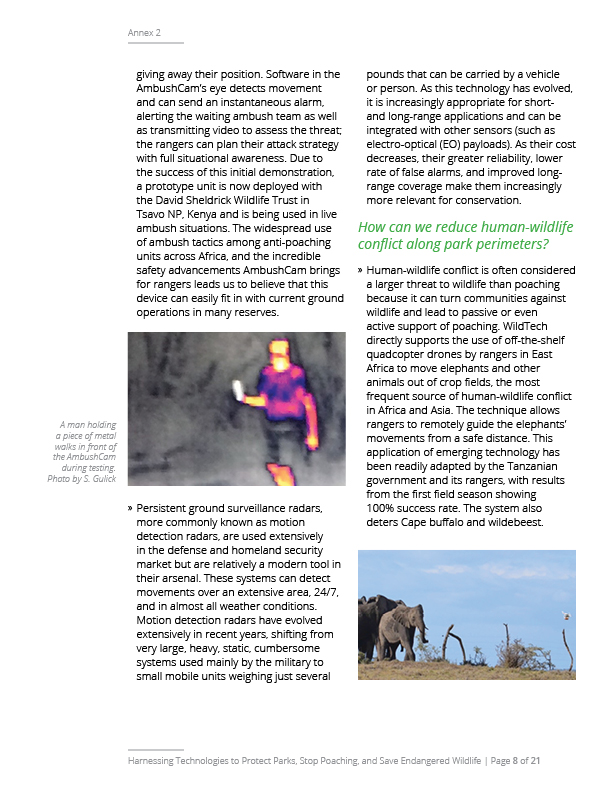 Annex 2
giving away their position. Software in the
AmbushCam's eye detects movement
and can send an instantaneous alarm,
alerting the waiting ambush team as well
as transmitting video to assess the threat;
the rangers can plan their attack strategy
with full situational awareness. Due to
the success of this initial demonstration,
a prototype unit is now deployed with
the David Sheldrick Wildlife Trust in
Tsavo NP, Kenya and is being used in live
ambush situations. The widespread use
of ambush tactics among anti-poaching
units across Africa, and the incredible
safety advancements AmbushCam brings
for rangers leads us to believe that this
device can easily fit in with current ground
operations in many reserves.
A man holding
a piece of metal
walks in front of
the AmbushCam
during testing.
Photo by S. Gulick
» Persistent ground surveillance radars,
more commonly known as motion
detection radars, are used extensively
in the defense and homeland security
market but are relatively a modern tool in
their arsenal. These systems can detect
movements over an extensive area, 24/7,
and in almost all weather conditions.
Motion detection radars have evolved
extensively in recent years, shifting from
very large, heavy, static, cumbersome
systems used mainly by the military to
small mobile units weighing just several
pounds that can be carried by a vehicle
or person. As this technology has evolved,
it is increasingly appropriate for short-
and long-range applications and can be
integrated with other sensors (such as
electro-optical (EO) payloads). As their cost
decreases, their greater reliability, lower
rate of false alarms, and improved long-
range coverage make them increasingly
more relevant for conservation.
How can we reduce human-wildlife
conflict along park perimeters?
» Human-wildlife conflict is often considered
a larger threat to wildlife than poaching
because it can turn communities against
wildlife and lead to passive or even
active support of poaching. WildTech
directly supports the use of off-the-shelf
quadcopter drones by rangers in East
Africa to move elephants and other
animals out of crop fields, the most
frequent source of human-wildlife conflict
in Africa and Asia. The technique allows
rangers to remotely guide the elephants'
movements from a safe distance. This
application of emerging technology has
been readily adapted by the Tanzanian
government and its rangers, with results
from the first field season showing
100% success rate. The system also
deters Cape buffalo and wildebeest.
Harnessing Technologies to Protect Parks, Stop Poaching, and Save Endangered Wildlife | Page 8 of 21